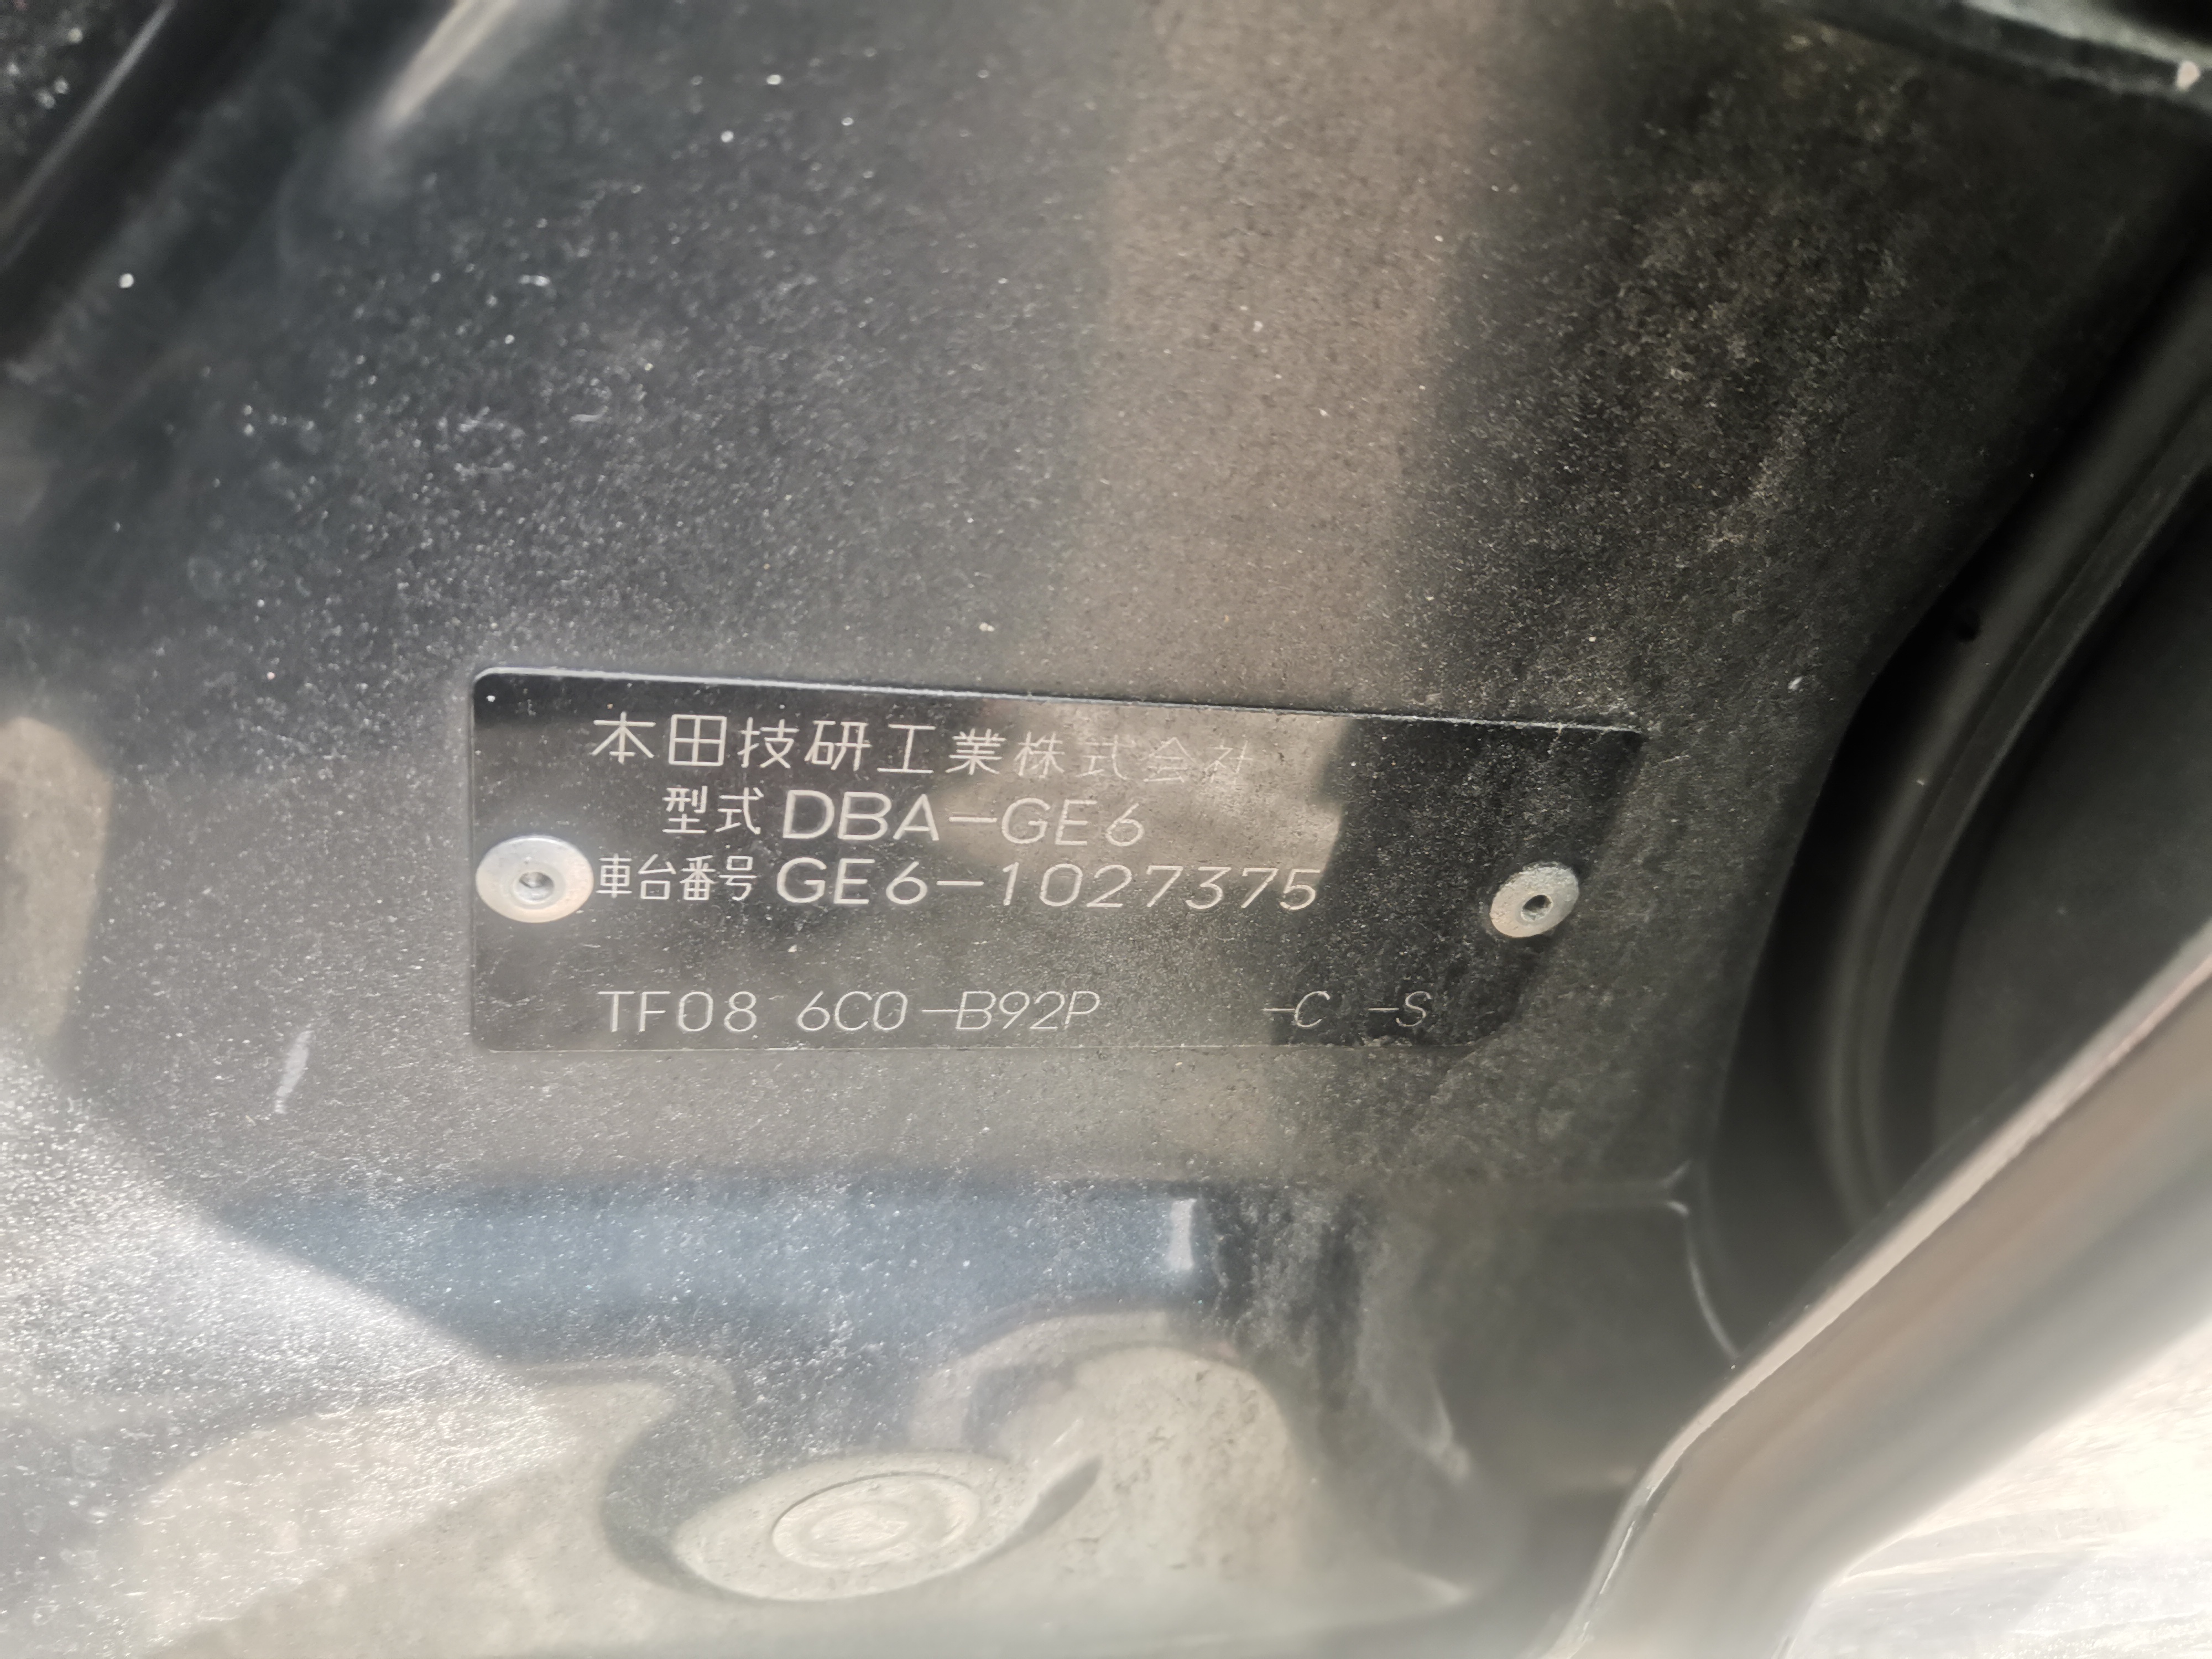 本田技研工業株式会社
型式 DBA-GE6
車台番号 GE6-1027375
TF08 6C0-B92P -C -S